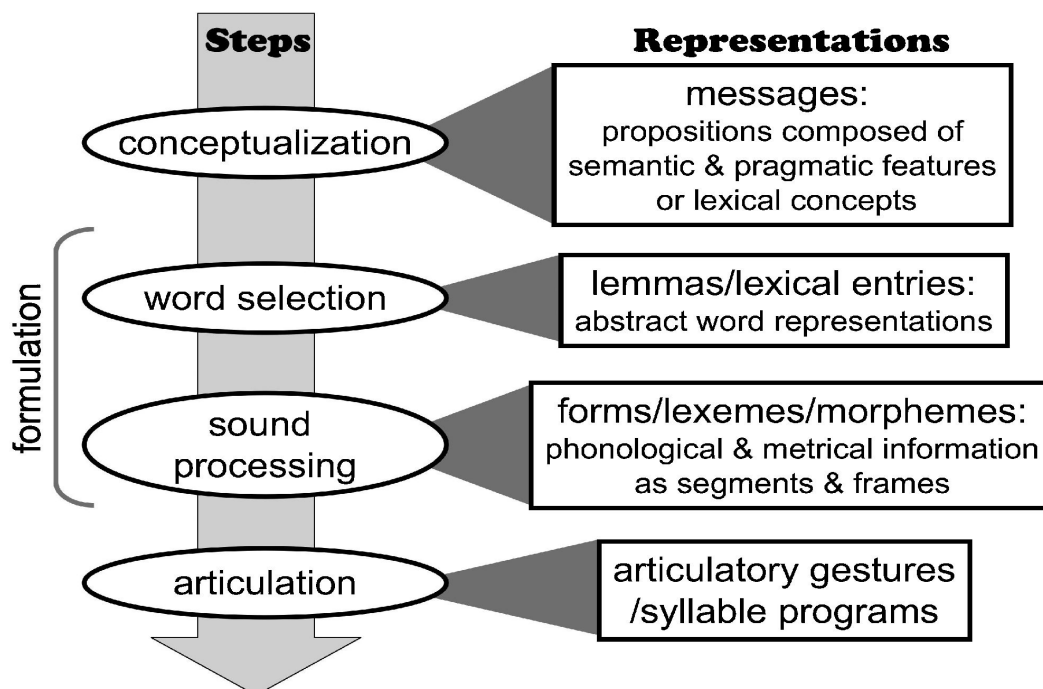 Steps
Representations
conceptualization
messages:
propositions composed of
semantic & pragmatic features
or lexical concepts
formulation
word selection
lemmas/lexical entries:
abstract word representations
sound
processing
forms/lexemes/morphemes:
phonological & metrical information
as segments & frames
articulation
articulatory gestures
/syllable programs